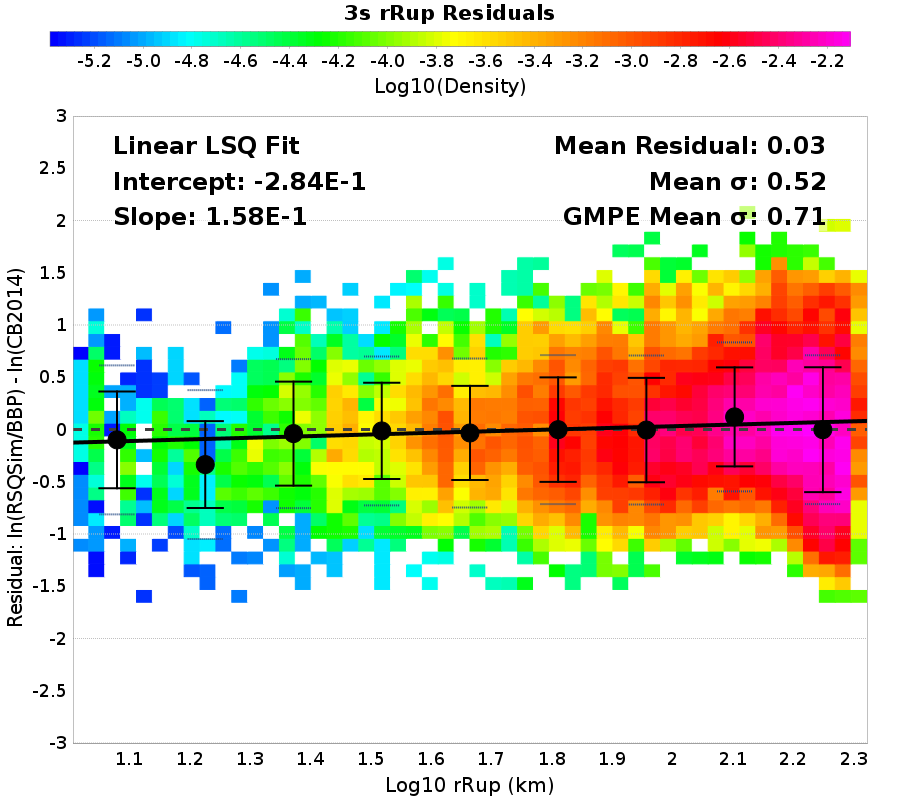 3s rRup Residuals
-5.2 -5.0 -4.8 -4.6 -4.4 -4.2 -4.0 -3.8 -3.6 -3.4 -3.2 -3.0 -2.8 -2.6 -2.4 -2.2
Log10(Density)
Linear LSQ Fit
Intercept: -2.84E-1
Slope: 1.58E-1
Mean Residual: 0.03
Mean σ: 0.52
GMPE Mean σ: 0.71
Residual: ln(RSQSim/BBP) - ln(CB2014)
3
2.5
2
1.5
1
0.5
0
-0.5
-1
-1.5
-2
-2.5
-3
1.1 1.2 1.3 1.4 1.5 1.6 1.7 1.8 1.9 2 2.1 2.2 2.3
Log10 rRup (km)